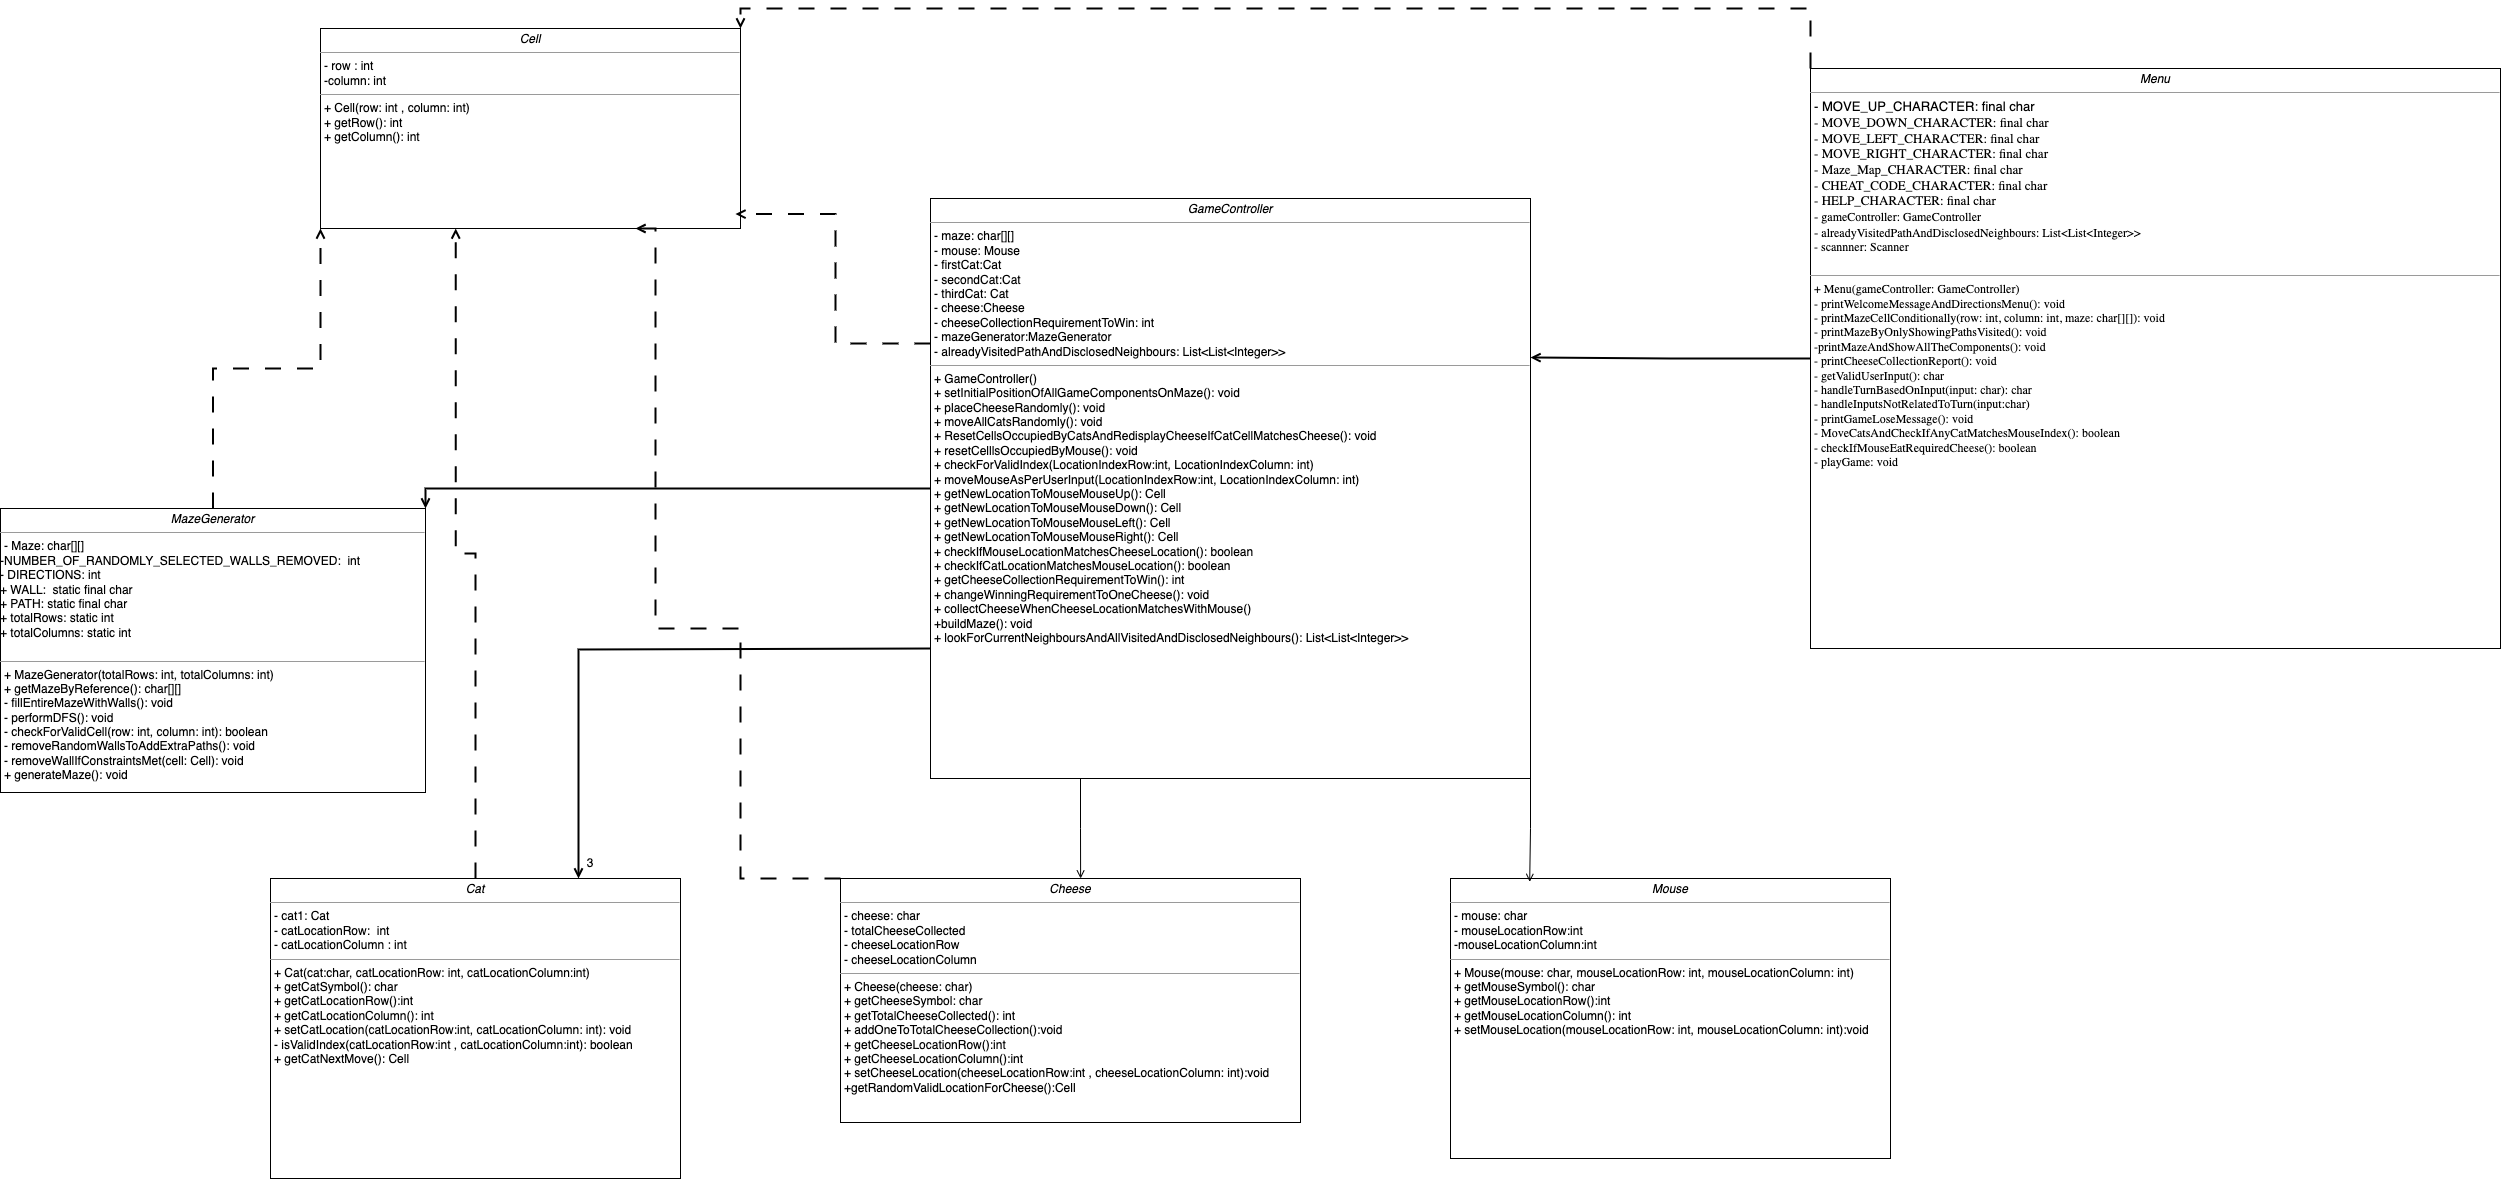 Cell
- row : int
-column: int
+ Cell(row: int , column: int)
+ getRow(): int
+ getColumn(): int
Menu
- MOVE_UP_CHARACTER: final char
- MOVE_DOWN_CHARACTER: final char
- MOVE_LEFT_CHARACTER: final char
- MOVE_RIGHT_CHARACTER: final char
- Maze_Map_CHARACTER: final char
- CHEAT_CODE_CHARACTER: final char
- HELP_CHARACTER: final char
- gameController: GameController
- alreadyVisitedPathAndDisclosedNeighbours: List<List<Integer>>
- scannner: Scanner
+ Menu(gameController: GameController)
- printWelcomeMessageAndDirectionsMenu(): void
- printMazeCellConditionally(row: int, column: int, maze: char[][]): void
- printMazeByOnlyShowingPathsVisited(): void
-printMazeAndShowAllTheComponents(): void
- printCheeseCollectionReport(): void
- getValidUserInput(): char
- handleTurnBasedOnInput(input: char): char
- handleInputsNotRelatedToTurn(input:char)
- printGameLoseMessage(): void
- MoveCatsAndCheckIfAnyCatMatchesMouseIndex(): boolean
- checkIfMouseEatRequiredCheese(): boolean
- playGame: void
GameController
- maze: char[][]
- mouse: Mouse
- firstCat:Cat
- secondCat:Cat
- thirdCat: Cat
- cheese:Cheese
- cheeseCollectionRequirementToWin: int
- mazeGenerator:MazeGenerator
- alreadyVisitedPathAndDisclosedNeighbours: List<List<Integer>>
+ GameController()
+ setInitialPositionOfAllGameComponentsOnMaze(): void
+ placeCheeseRandomly(): void
+ moveAllCatsRandomly(): void
+ ResetCellsOccupiedByCatsAndRedisplayCheeseIfCatCellMatchesCheese(): void
+ resetCelllsOccupiedByMouse(): void
+ checkForValidIndex(LocationIndexRow:int, LocationIndexColumn: int)
+ moveMouseAsPerUserInput(LocationIndexRow:int, LocationIndexColumn: int)
+ getNewLocationToMouseMouseUp(): Cell
+ getNewLocationToMouseMouseDown(): Cell
+ getNewLocationToMouseMouseLeft(): Cell
+ getNewLocationToMouseMouseRight(): Cell
+ checkIfMouseLocationMatchesCheeseLocation(): boolean
+ checkIfCatLocationMatchesMouseLocation(): boolean
+ getCheeseCollectionRequirementToWin(): int
+ changeWinningRequirementToOneCheese(): void
+ collectCheeseWhenCheeseLocationMatchesWithMouse()
+buildMaze(): void
+ lookForCurrentNeighboursAndAllVisitedAndDisclosedNeighbours(): List<List<Integer>>
MazeGenerator
- Maze: char[][]
-NUMBER_OF_RANDOMLY_SELECTED_WALLS_REMOVED:  int
- DIRECTIONS: int
+ WALL:  static final char
+ PATH: static final char
+ totalRows: static int
+ totalColumns: static int
+ MazeGenerator(totalRows: int, totalColumns: int)
+ getMazeByReference(): char[][]
- fillEntireMazeWithWalls(): void
- performDFS(): void
- checkForValidCell(row: int, column: int): boolean
- removeRandomWallsToAddExtraPaths(): void
- removeWallIfConstraintsMet(cell: Cell): void
+ generateMaze(): void
3
Cat
- cat1: Cat
- catLocationRow:  int
- catLocationColumn : int
+ Cat(cat:char, catLocationRow: int, catLocationColumn:int)
+ getCatSymbol(): char
+ getCatLocationRow():int
+ getCatLocationColumn(): int
+ setCatLocation(catLocationRow:int, catLocationColumn: int): void
- isValidIndex(catLocationRow:int , catLocationColumn:int): boolean
+ getCatNextMove(): Cell
Cheese
- cheese: char
- totalCheeseCollected
- cheeseLocationRow
- cheeseLocationColumn
+ Cheese(cheese: char)
+ getCheeseSymbol: char
+ getTotalCheeseCollected(): int
+ addOneToTotalCheeseCollection():void
+ getCheeseLocationRow():int
+ getCheeseLocationColumn():int
+ setCheeseLocation(cheeseLocationRow:int , cheeseLocationColumn: int):void
+getRandomValidLocationForCheese():Cell
Mouse
- mouse: char
- mouseLocationRow:int
-mouseLocationColumn:int
+ Mouse(mouse: char, mouseLocationRow: int, mouseLocationColumn: int)
+ getMouseSymbol(): char
+ getMouseLocationRow():int
+ getMouseLocationColumn(): int
+ setMouseLocation(mouseLocationRow: int, mouseLocationColumn: int):void